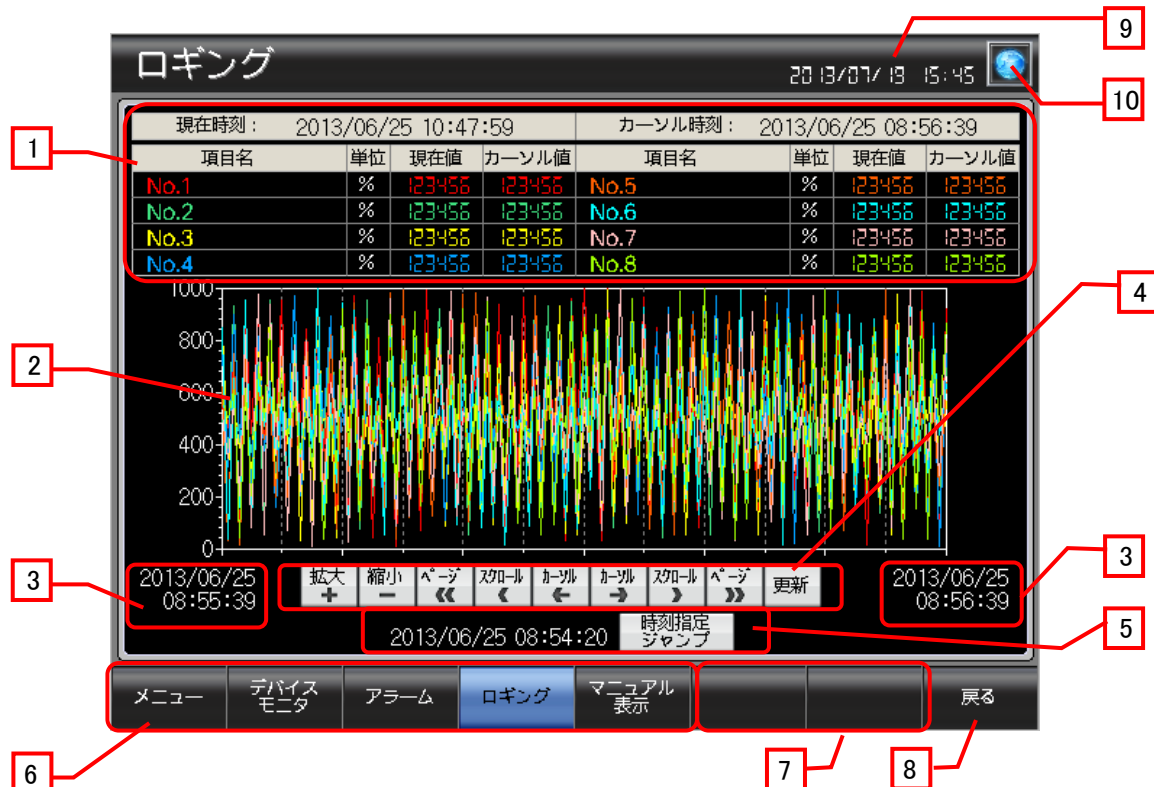 9
ロギング
2013/07/19 15:45
10
1
現在時刻： 2013/06/25 10:47:59 カーソル時刻： 2013/06/25 08:56:39
項目名 単位 現在値 カーソル値 項目名 単位 現在値 カーソル値
No.1 % 123456 123456 No.5 % 123456 123456
No.2 % 123456 123456 No.6 % 123456 123456
No.3 % 123456 123456 No.7 % 123456 123456
No.4 % 123456 123456 No.8 % 123456 123456
4
1000
800
2
600
400
200
0
3
2013/06/25
08:55:39
拡大 縮小 ページ スクロール カーソル カーソル スクロール ページ 更新
+ − ≪ ‹ ← → › ≫
2013/06/25
08:56:39
3
2013/06/25 08:54:20
時刻指定
ジャンプ
5
メニュー
デバイス
モニタ
アラーム
ロギング
マニュアル
表示
戻る
6
7
8